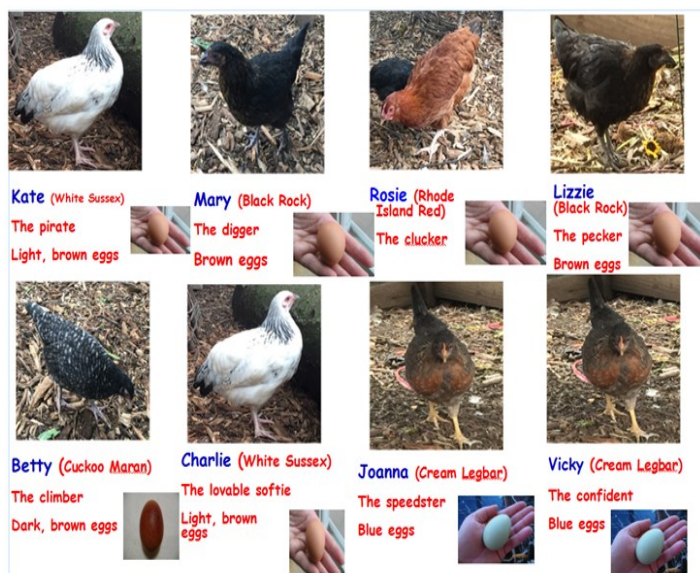 Kate (White Sussex)
The pirate
Light, brown eggs
Mary (Black Rock)
The digger
Brown eggs
Rosie (Rhode
Island Red)
The clucker
Lizzie
(Black Rock)
The pecker
Brown eggs
Betty (Cuckoo Maran)
The climber
Dark, brown eggs
Charlie (White Sussex)
The lovable softie
Light, brown
eggs
Joanna (Cream Legbar)
The speedster
Blue eggs
Vicky (Cream Legbar)
The confident
Blue eggs